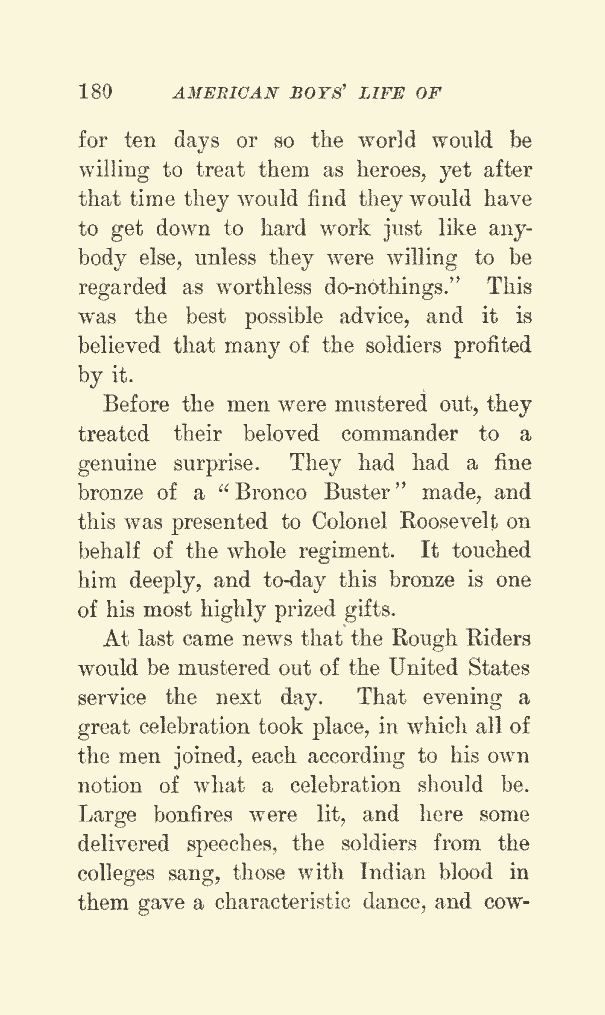 180 AMERICAN BOYS' LIFE OF
for ten days or so the world would be
willing to treat them as heroes, yet after
that time they would find they would have
to get down to hard work just like any-
body else, unless they were willing to be
regarded as worthless do-nothings." This
was the best possible advice, and it is
believed that many of the soldiers profited
by it.
Before the men were mustered out, they
treated their beloved commander to a
genuine surprise. They had had a fine
bronze of a "Bronco Buster" made, and
this was presented to Colonel Roosevelt on
behalf of the whole regiment. It touched
him deeply, and to-day this bronze is one
of his most highly prized gifts.
At last came news that the Rough Riders
would be mustered out of the United States
service the next day. That evening a
great celebration took place, in which all of
the men joined, each according to his own
notion of what a celebration should be.
Large bonfires were lit, and here some
delivered speeches, the soldiers from the
colleges sang, those with Indian blood in
them gave a characteristic dance, and cow-